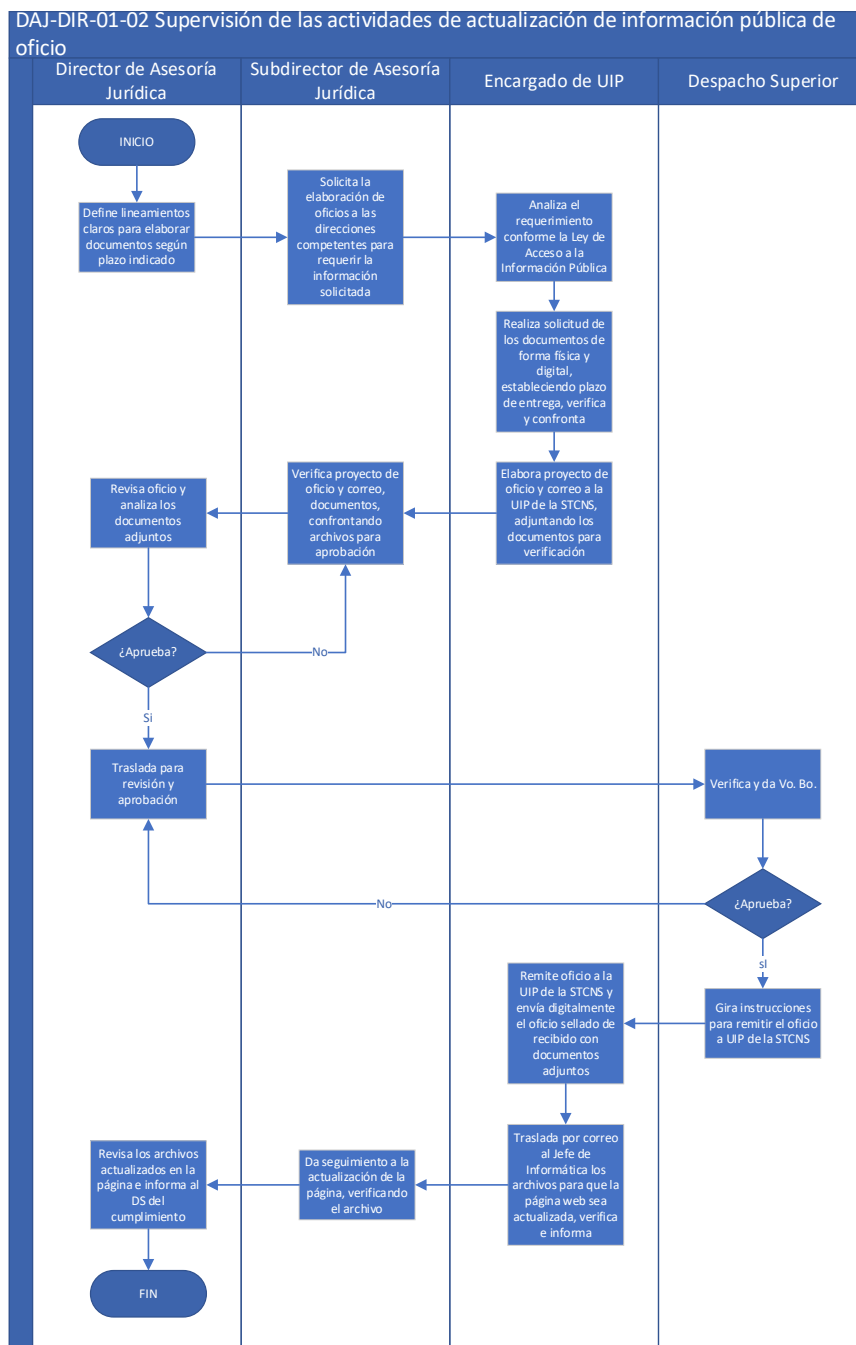 DAJ-DIR-01-02 Supervisión de las actividades de actualización de información pública de
oficio
Director de Asesoría
Jurídica
Subdirector de Asesoría
Jurídica
Encargado de UIP
Despacho Superior
INICIO
Define lineamientos
claros para elaborar
documentos según
plazo indicado
Solicita la
elaboración de
oficios a las
direcciones
competentes para
requerir la
información
solicitada
Analiza el
requerimiento
conforme la Ley de
Acceso a la
Información Pública
Realiza solicitud de
los documentos de
forma física y
digital,
estableciendo plazo
de entrega, verifica
y confronta
Elabora proyecto de
oficio y correo a la
UIP de la STCNS,
adjuntando los
documentos para
verificación
Verifica proyecto de
oficio y correo,
documentos,
confrontando
archivos para
aprobación
Revisa oficio y
analiza los
documentos
adjuntos
¿Aprueba?
No
Si
Traslada para
revisión y
aprobación
Verifica y da Vo. Bo.
¿Aprueba?
No
sI
Gira instrucciones
para remitir el oficio
a UIP de la STCNS
Remite oficio a la
UIP de la STCNS y
envía digitalmente
el oficio sellado de
recibido con
documentos
adjuntos
Traslada por correo
al Jefe de
Informática los
archivos para que la
página web sea
actualizada, verifica
e informa
Da seguimiento a la
actualización de la
página, verificando
el archivo
Revisa los archivos
actualizados en la
página e informa al
DS del
cumplimiento
FIN